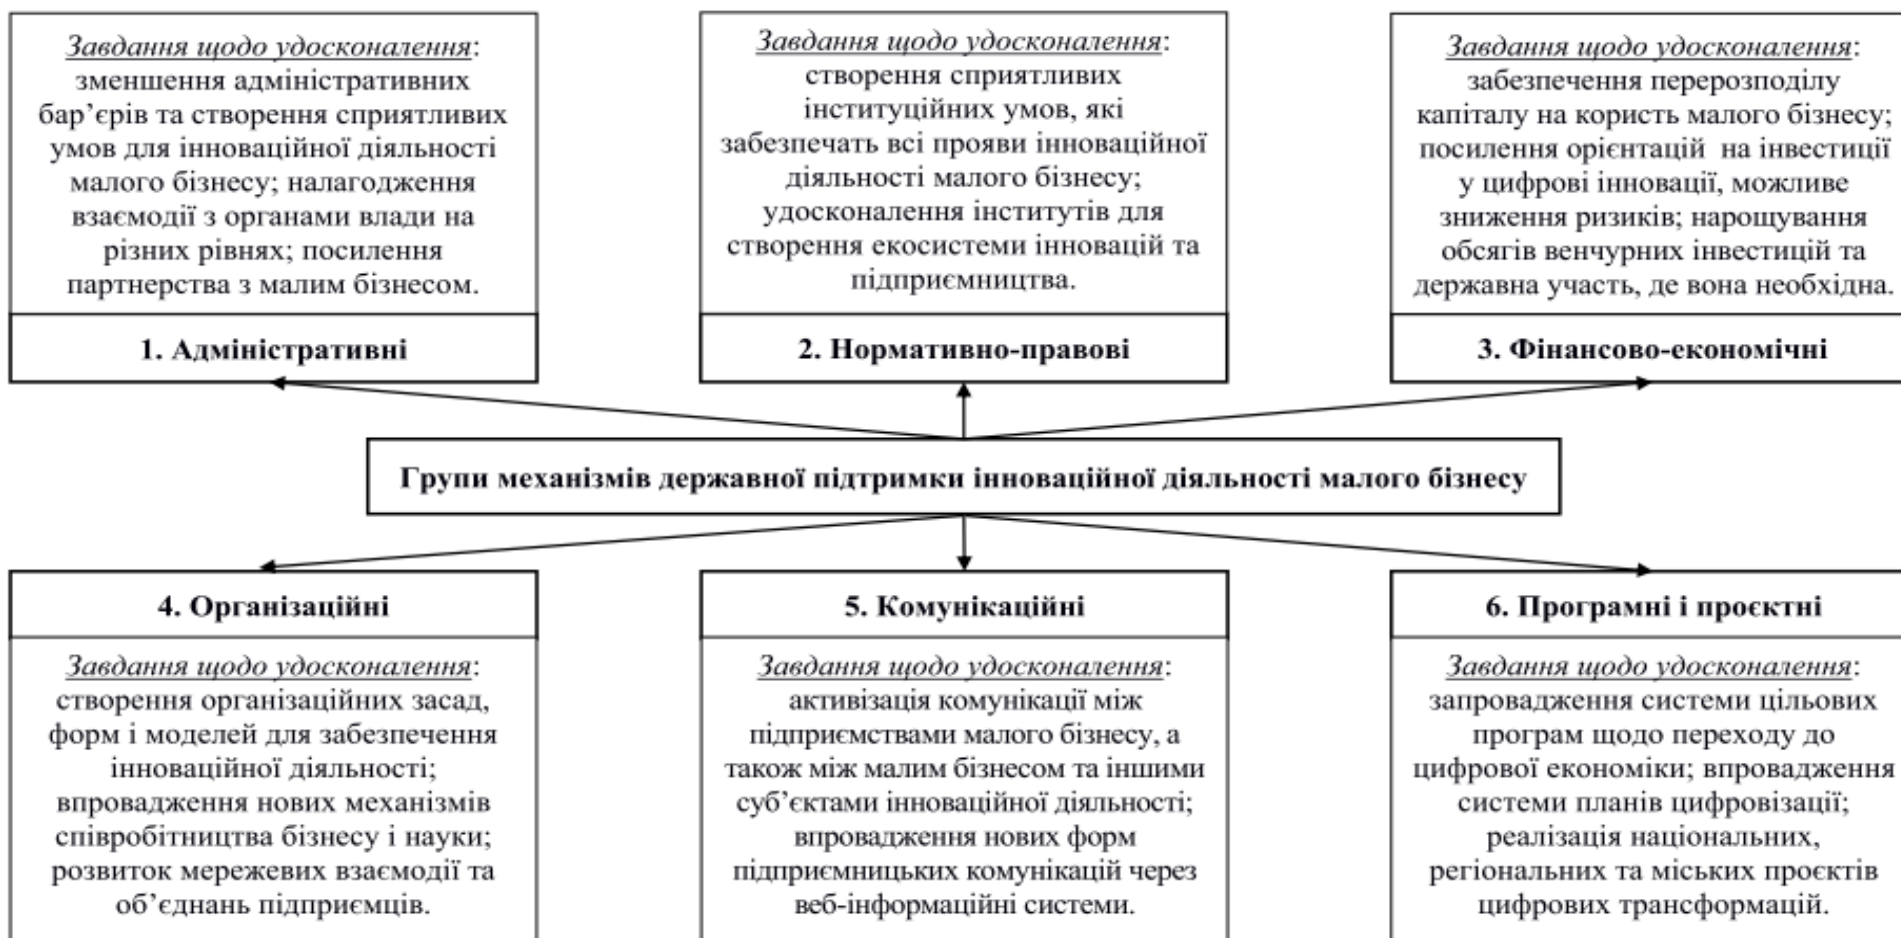 Завдання щодо удосконалення:
зменшення адміністративних
бар’єрів та створення сприятливих
умов для інноваційної діяльності
малого бізнесу; налагодження
взаємодії з органами влади на
різних рівнях; посилення
партнерства з малим бізнесом.
1. Адміністративні
Завдання щодо удосконалення:
створення сприятливих
інституційних умов, які
забезпечать всі прояви інноваційної
діяльності малого бізнесу;
удосконалення інститутів для
створення екосистеми інновацій та
підприємництва.
2. Нормативно-правові
Завдання щодо удосконалення:
забезпечення перерозподілу
капіталу на користь малого бізнесу;
посилення орієнтацій на інвестиції
у цифрові інновації, можливе
зниження ризиків; нарощування
обсягів венчурних інвестицій та
державна участь, де вона необхідна.
3. Фінансово-економічні
Групи механізмів державної підтримки інноваційної діяльності малого бізнесу
4. Організаційні
Завдання щодо удосконалення:
створення організаційних засад,
форм і моделей для забезпечення
інноваційної діяльності;
впровадження нових механізмів
співробітництва бізнесу і науки;
розвиток мережевих взаємодії та
об’єднань підприємців.
5. Комунікаційні
Завдання щодо удосконалення:
активізація комунікації між
підприємствами малого бізнесу, а
також між малим бізнесом та іншими
суб’єктами інноваційної діяльності;
впровадження нових форм
підприємницьких комунікацій через
веб-інформаційні системи.
6. Програмні і проєктні
Завдання щодо удосконалення:
запровадження системи цільових
програм щодо переходу до
цифрової економіки; впровадження
системи планів цифровізації;
реалізація національних,
регіональних та міських проєктів
цифрових трансформацій.